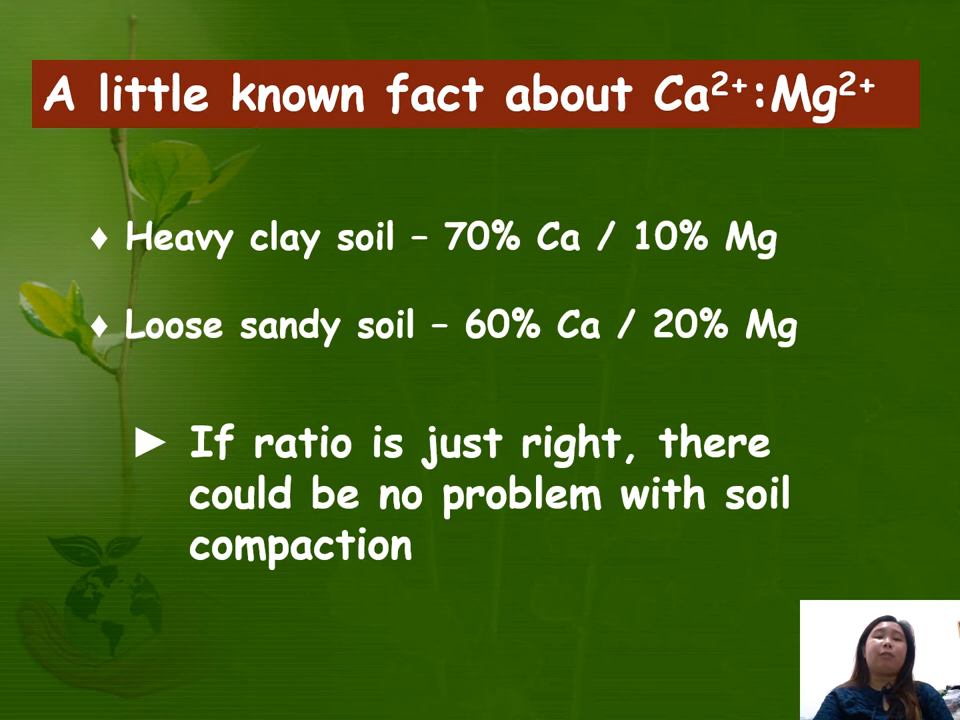 A little known fact about Ca²⁺:Mg²⁺
♦ Heavy clay soil – 70% Ca / 10% Mg
♦ Loose sandy soil – 60% Ca / 20% Mg
► If ratio is just right, there
could be no problem with soil
compaction